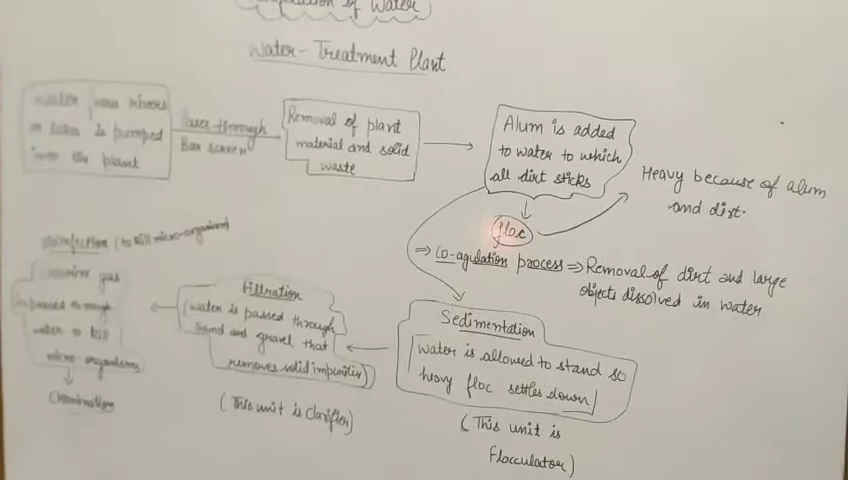 of Water
Water-Treatment Plant
water from rivers
or lakes is pumped
into the plant
through
Bar screen
Removal of plant
material and solid
waste
Alum is added
to water to which
all dirt sticks
Heavy because of alum
and dirt.
floc
⇒ co-agulation process ⇒ Removal of dirt and large
objects dissolved in water
Sedimentation
Water is allowed to stand so
heavy floc settles down
(This unit is
Flocculator)
Filtration
(water is passed through
sand and gravel that
removes solid impurities)
(This unit is clarifier)
(to kill micro-organism)
gas
is passed through
water to kill
micro-organisms